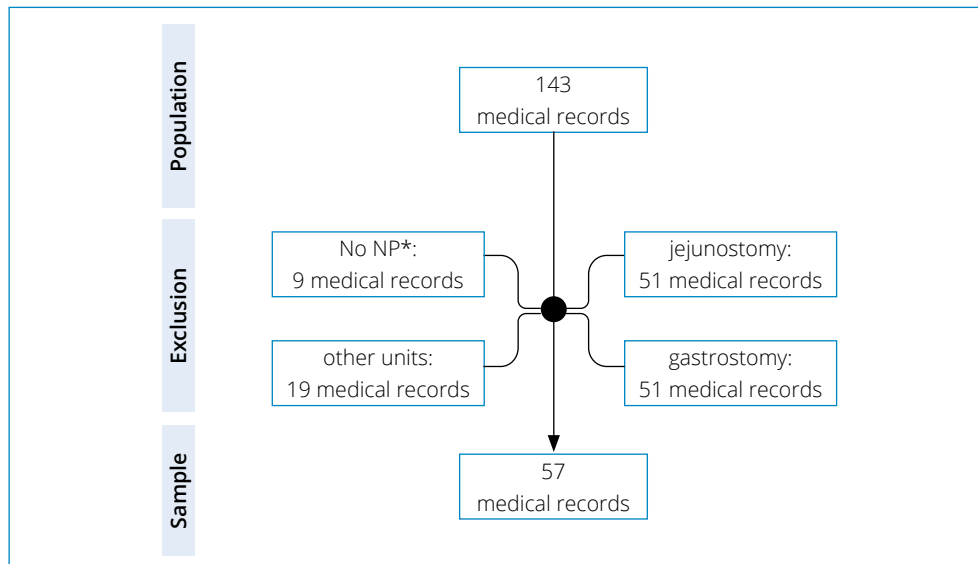 Population
143
medical records
Exclusion
No NP*:
9 medical records
jejunostomy:
51 medical records
other units:
19 medical records
gastrostomy:
51 medical records
Sample
57
medical records